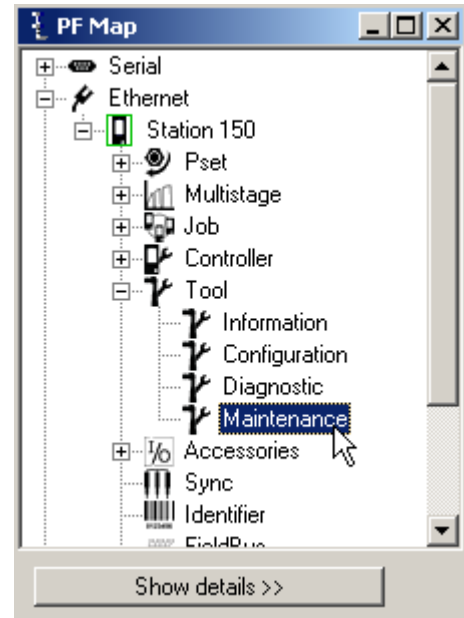 PF Map
Serial
Ethernet
Station 150
Pset
Multistage
Job
Controller
Tool
Information
Configuration
Diagnostic
Maintenance
I/O Accessories
Sync
Identifier
FieldBus
Show details >>